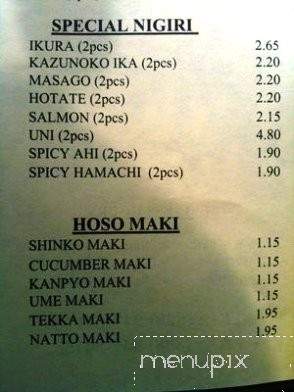 SPECIAL NIGIRI
IKURA (2pcs) 2.65
KAZUNOKO IKA (2pcs) 2.20
MASAGO (2pcs) 2.20
HOTATE (2pcs) 2.20
SALMON (2pcs) 2.15
UNI (2pcs) 4.80
SPICY AHI (2pcs) 1.90
SPICY HAMACHI (2pcs) 1.90
HOSO MAKI
SHINKO MAKI 1.15
CUCUMBER MAKI 1.15
KANPYO MAKI 1.15
UME MAKI 1.15
TEKKA MAKI 1.95
NATTO MAKI 1.95
menupix